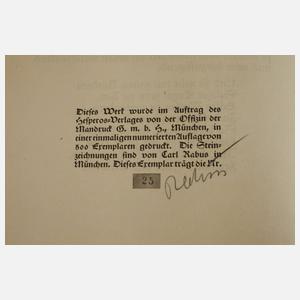 Dieses Werk wurde im Auftrag des
Hesperos-Verlages von der Offizin der
Mandruck G. m. b. H., München, in
einer einmaligen numerierten Auflage von
800 Exemplaren gedruckt. Die Stein-
zeichnungen sind von Carl Rabus in
München. Dieses Exemplar trägt die Nr.
25
Rabus